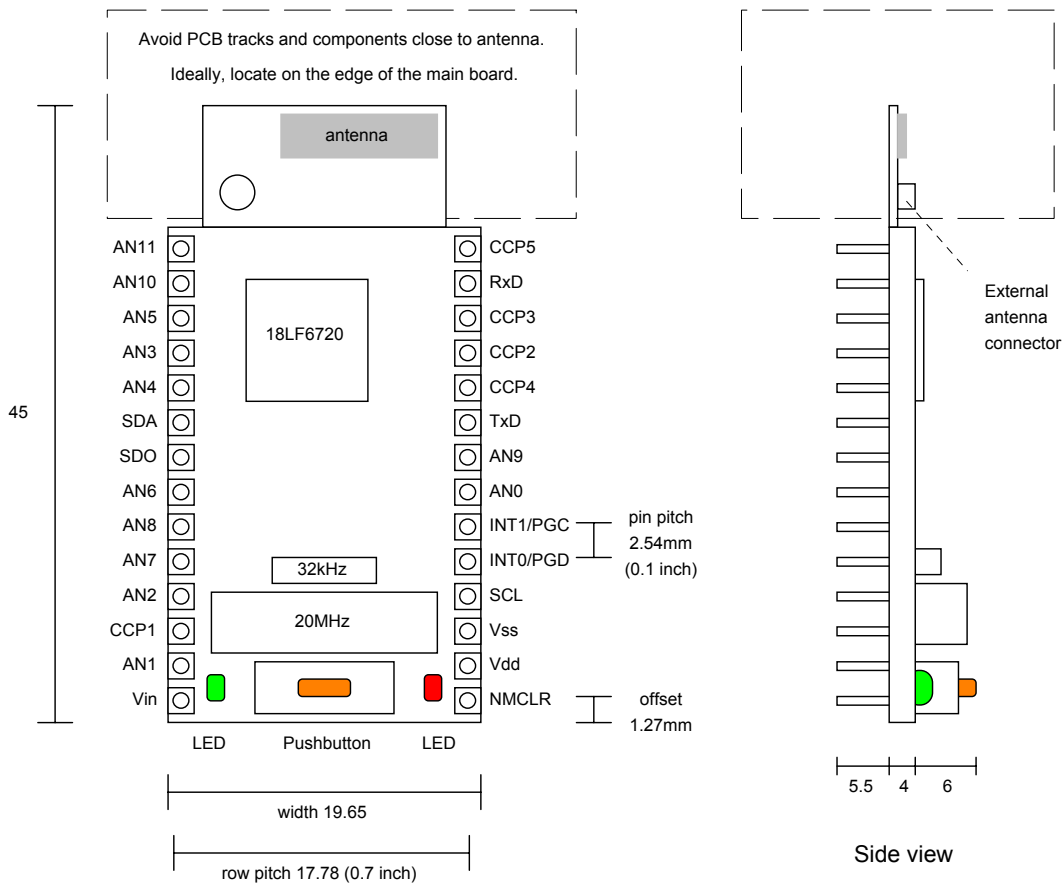 Avoid PCB tracks and components close to antenna.
Ideally, locate on the edge of the main board.
antenna
AN11
CCP5
AN10
RxD
AN5
CCP3
18LF6720
AN3
CCP2
AN4
CCP4
45
SDA
TxD
SDO
AN9
AN6
AN0
AN8
INT1/PGC
AN7
INT0/PGD
pin pitch
2.54mm
(0.1 inch)
32kHz
AN2
SCL
20MHz
CCP1
Vss
AN1
Vdd
Vin
NMCLR
offset
1.27mm
LED
Pushbutton
LED
width 19.65
row pitch 17.78 (0.7 inch)
External
antenna
connector
5.5
4
6
Side view